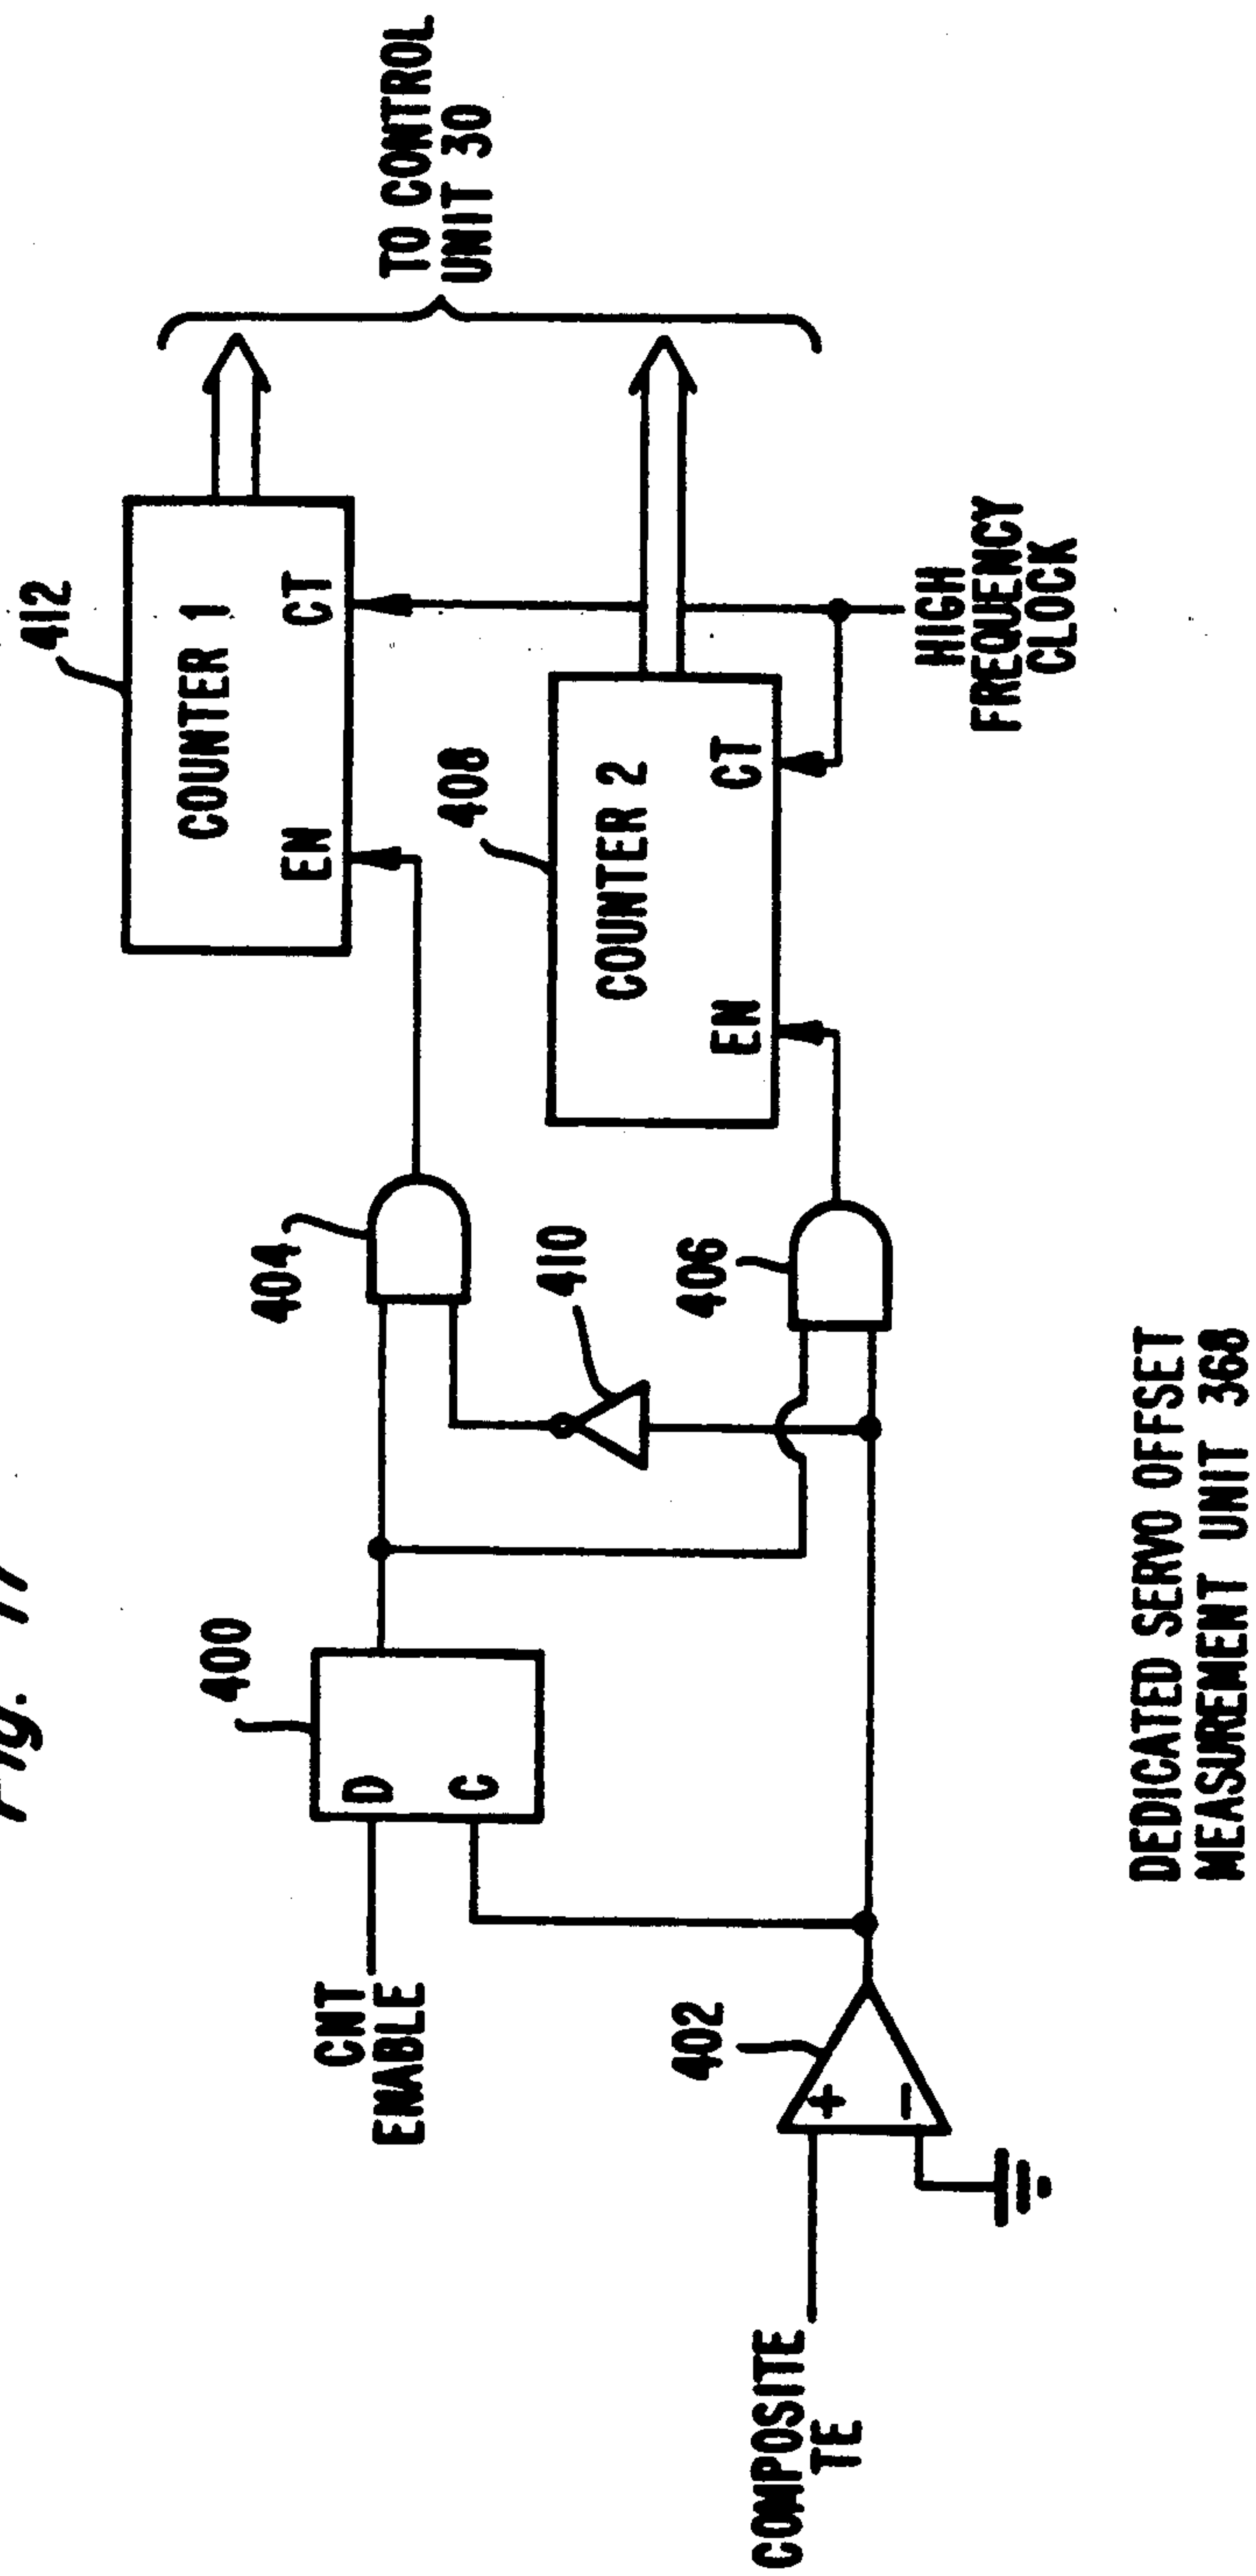 Fig. 17
412
COUNTER 1
EN
CT
TO CONTROL
UNIT 30
404
408
COUNTER 2
EN
CT
400
D
C
CNT
ENABLE
410
406
HIGH
FREQUENCY
CLOCK
402
+
−
COMPOSITE
TE
DEDICATED SERVO OFFSET
MEASUREMENT UNIT 368